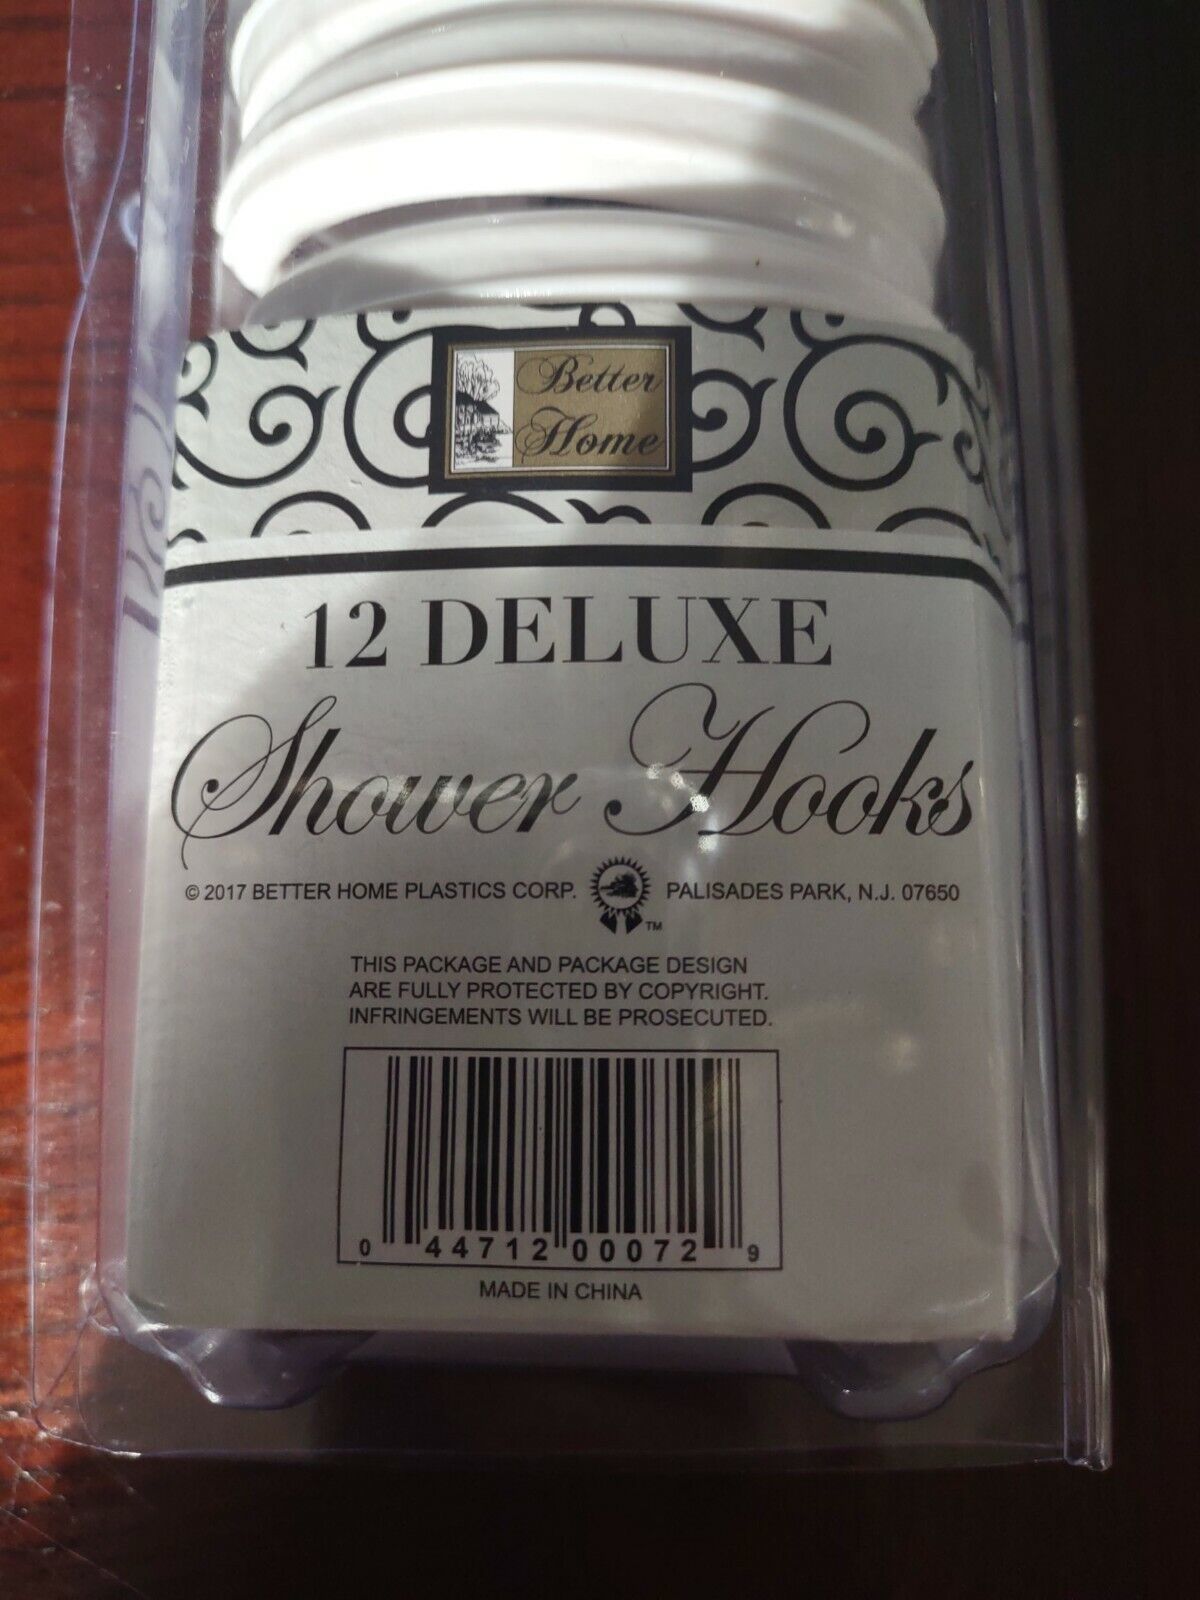 Better
Home
12 DELUXE
Shower Hooks
© 2017 BETTER HOME PLASTICS CORP. PALISADES PARK, N.J. 07650
TM
THIS PACKAGE AND PACKAGE DESIGN
ARE FULLY PROTECTED BY COPYRIGHT.
INFRINGEMENTS WILL BE PROSECUTED.
0 44712 00072 9
MADE IN CHINA